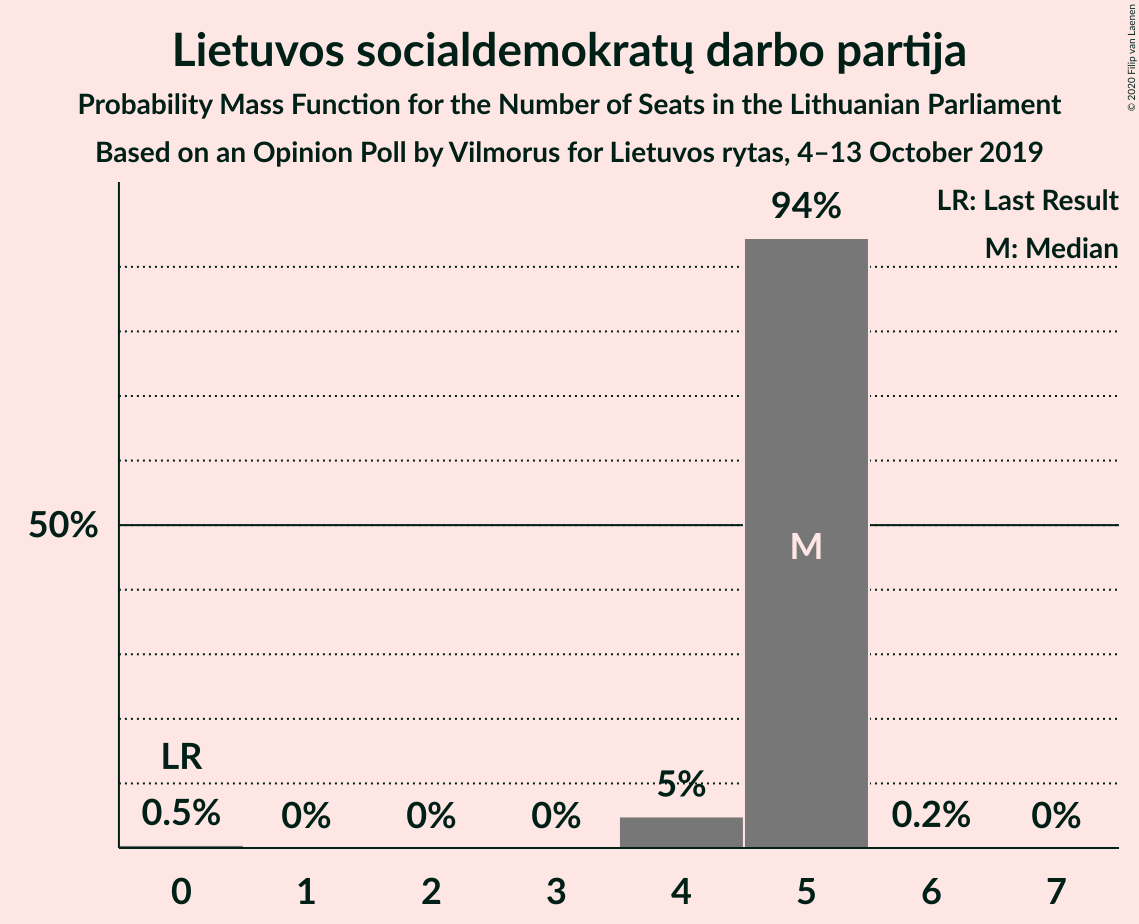 Lietuvos socialdemokratų darbo partija
Probability Mass Function for the Number of Seats in the Lithuanian Parliament
Based on an Opinion Poll by Vilmorus for Lietuvos rytas, 4–13 October 2019
© 2020 Filip van Laenen
LR: Last Result
M: Median
94%
50%
M
LR
0.5%
0%
0%
0%
5%
0.2%
0%
0
1
2
3
4
5
6
7